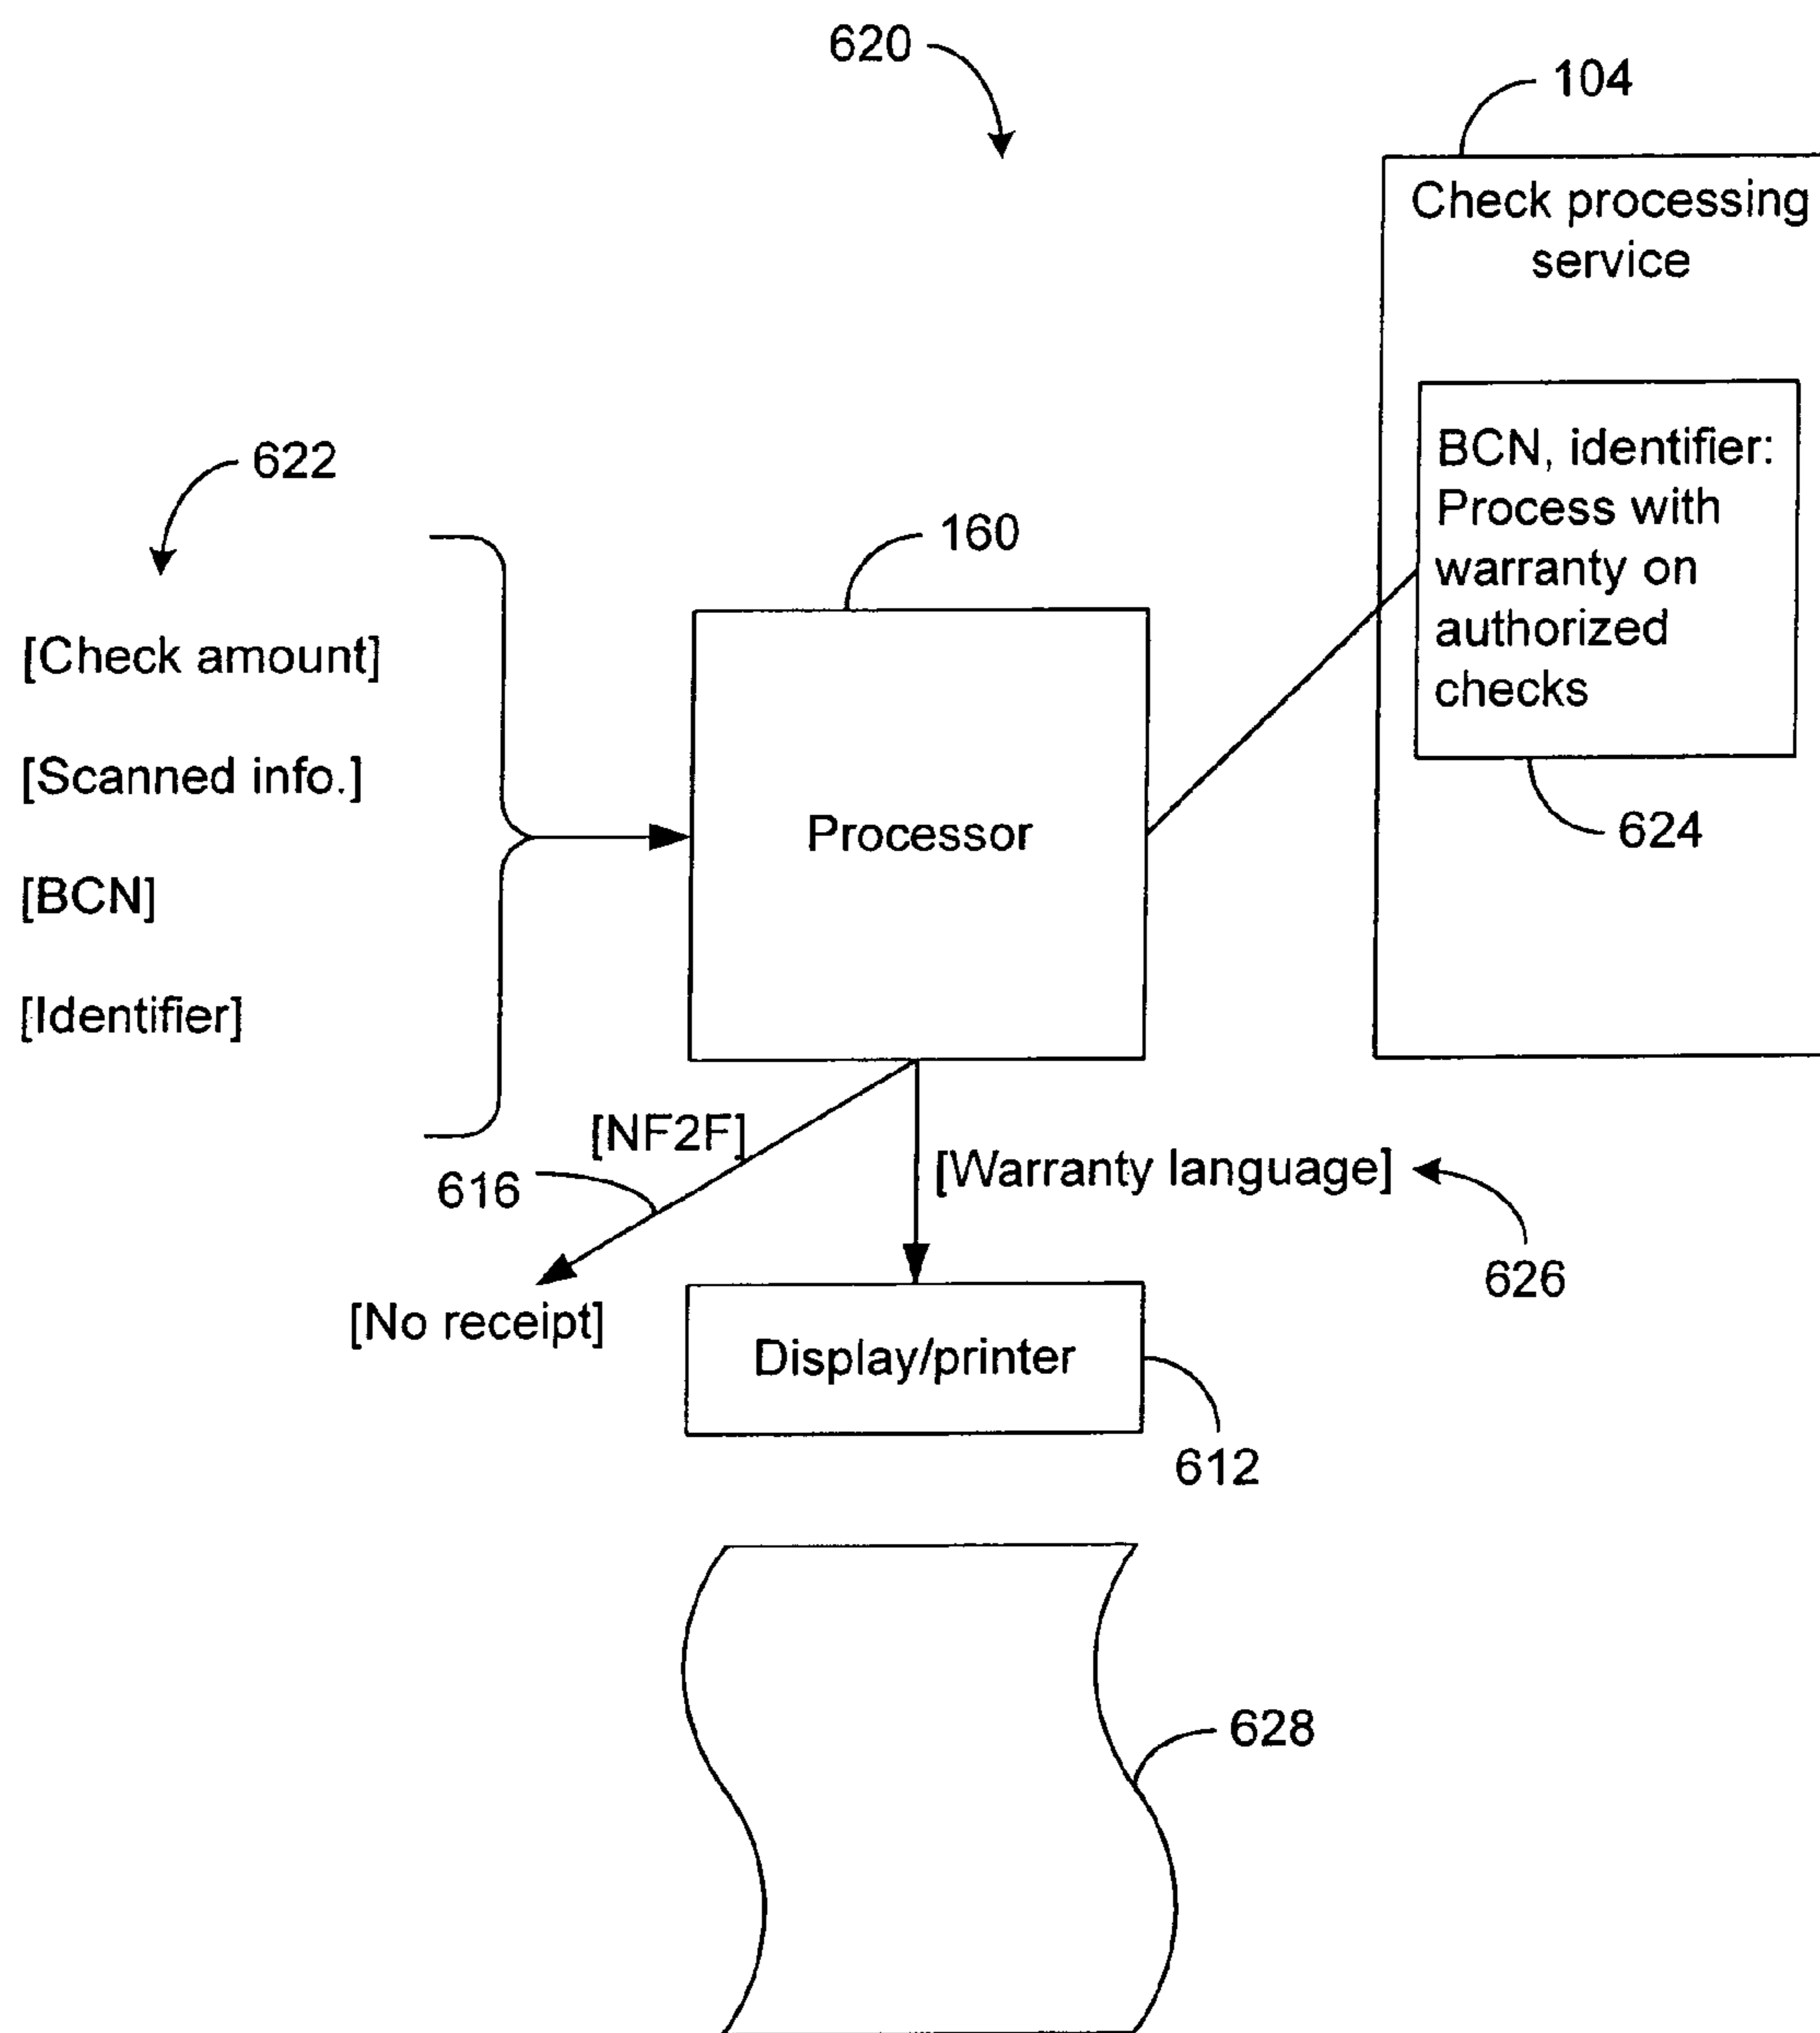 620
104
Check processing
service
622
BCN, identifier:
Process with
warranty on
authorized
checks
160
[Check amount]
[Scanned info.]
[BCN]
[Identifier]
Processor
624
[NF2F]
616
[Warranty language]
626
[No receipt]
Display/printer
612
628